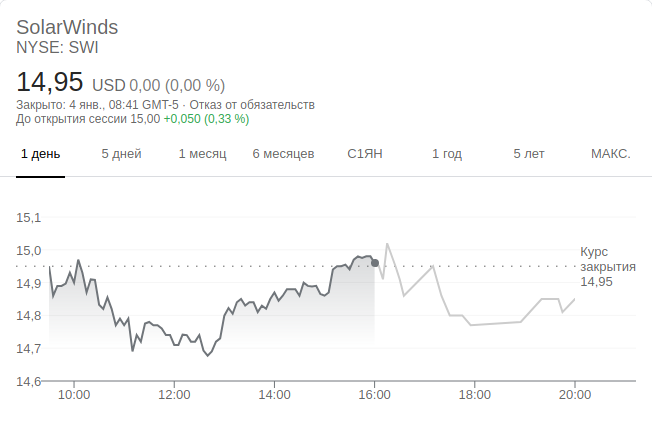 SolarWinds
NYSE: SWI
14,95 USD 0,00 (0,00 %)
Закрыто: 4 янв., 08:41 GMT-5 · Отказ от обязательств
До открытия сессии 15,00 +0,050 (0,33 %)
1 день 5 дней 1 месяц 6 месяцев С1ЯН 1 год 5 лет МАКС.
15,1
15,0
14,9
14,8
14,7
14,6
Курс
закрытия
14,95
10:00 12:00 14:00 16:00 18:00 20:00